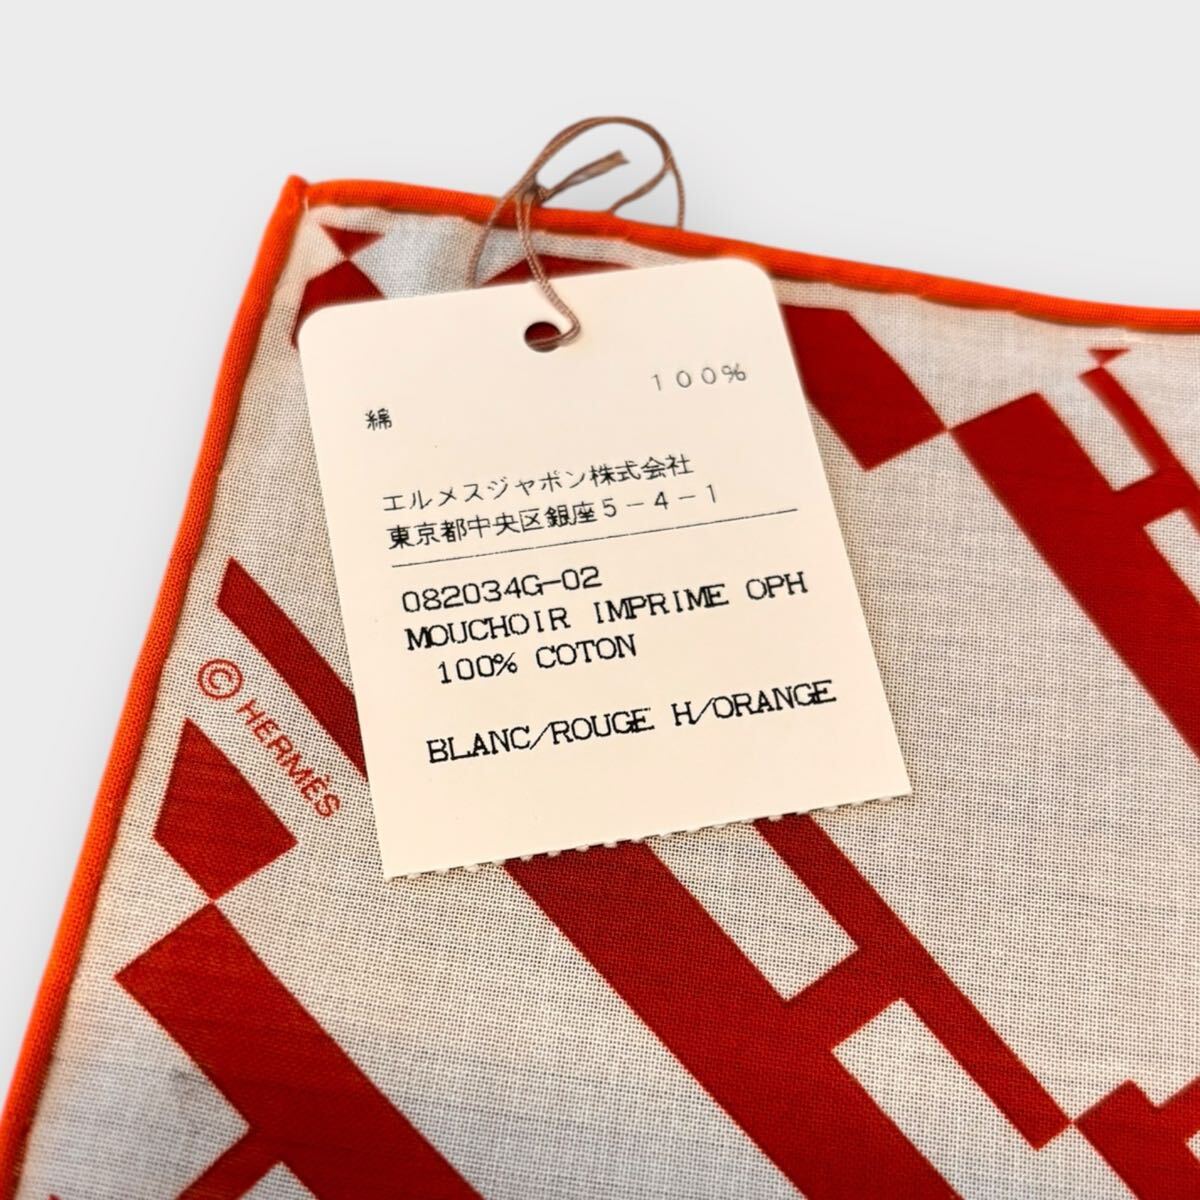 綿 100%
エルメスジャポン株式会社
東京都中央区銀座5-4-1
082034G-02
MOUCHOIR IMPRIME OPH
100% COTON
BLANC/ROUGE H/ORANGE
© HERMÈS